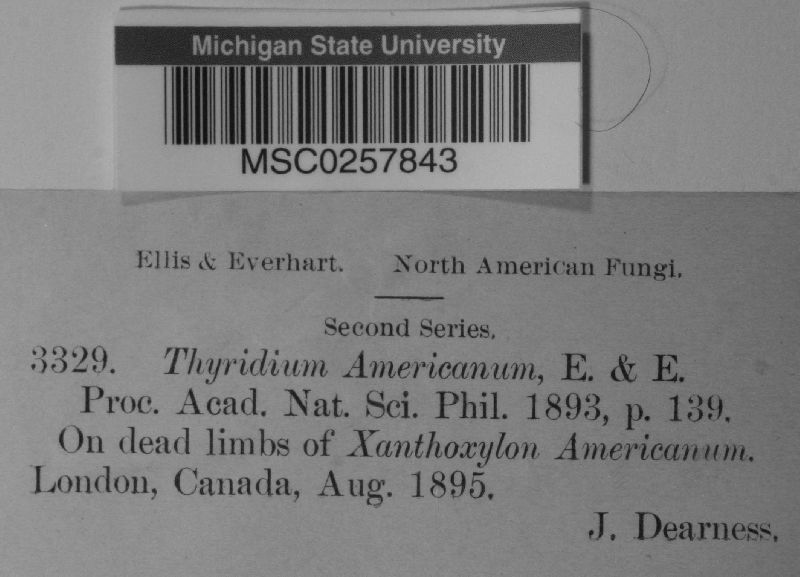 Michigan State University
MSC0257843
Ellis & Everhart. North American Fungi.
Second Series.
3329. Thyridium Americanum, E. & E.
Proc. Acad. Nat. Sci. Phil. 1893, p. 139.
On dead limbs of Xanthoxylon Americanum.
London, Canada, Aug. 1895.
J. Dearness.